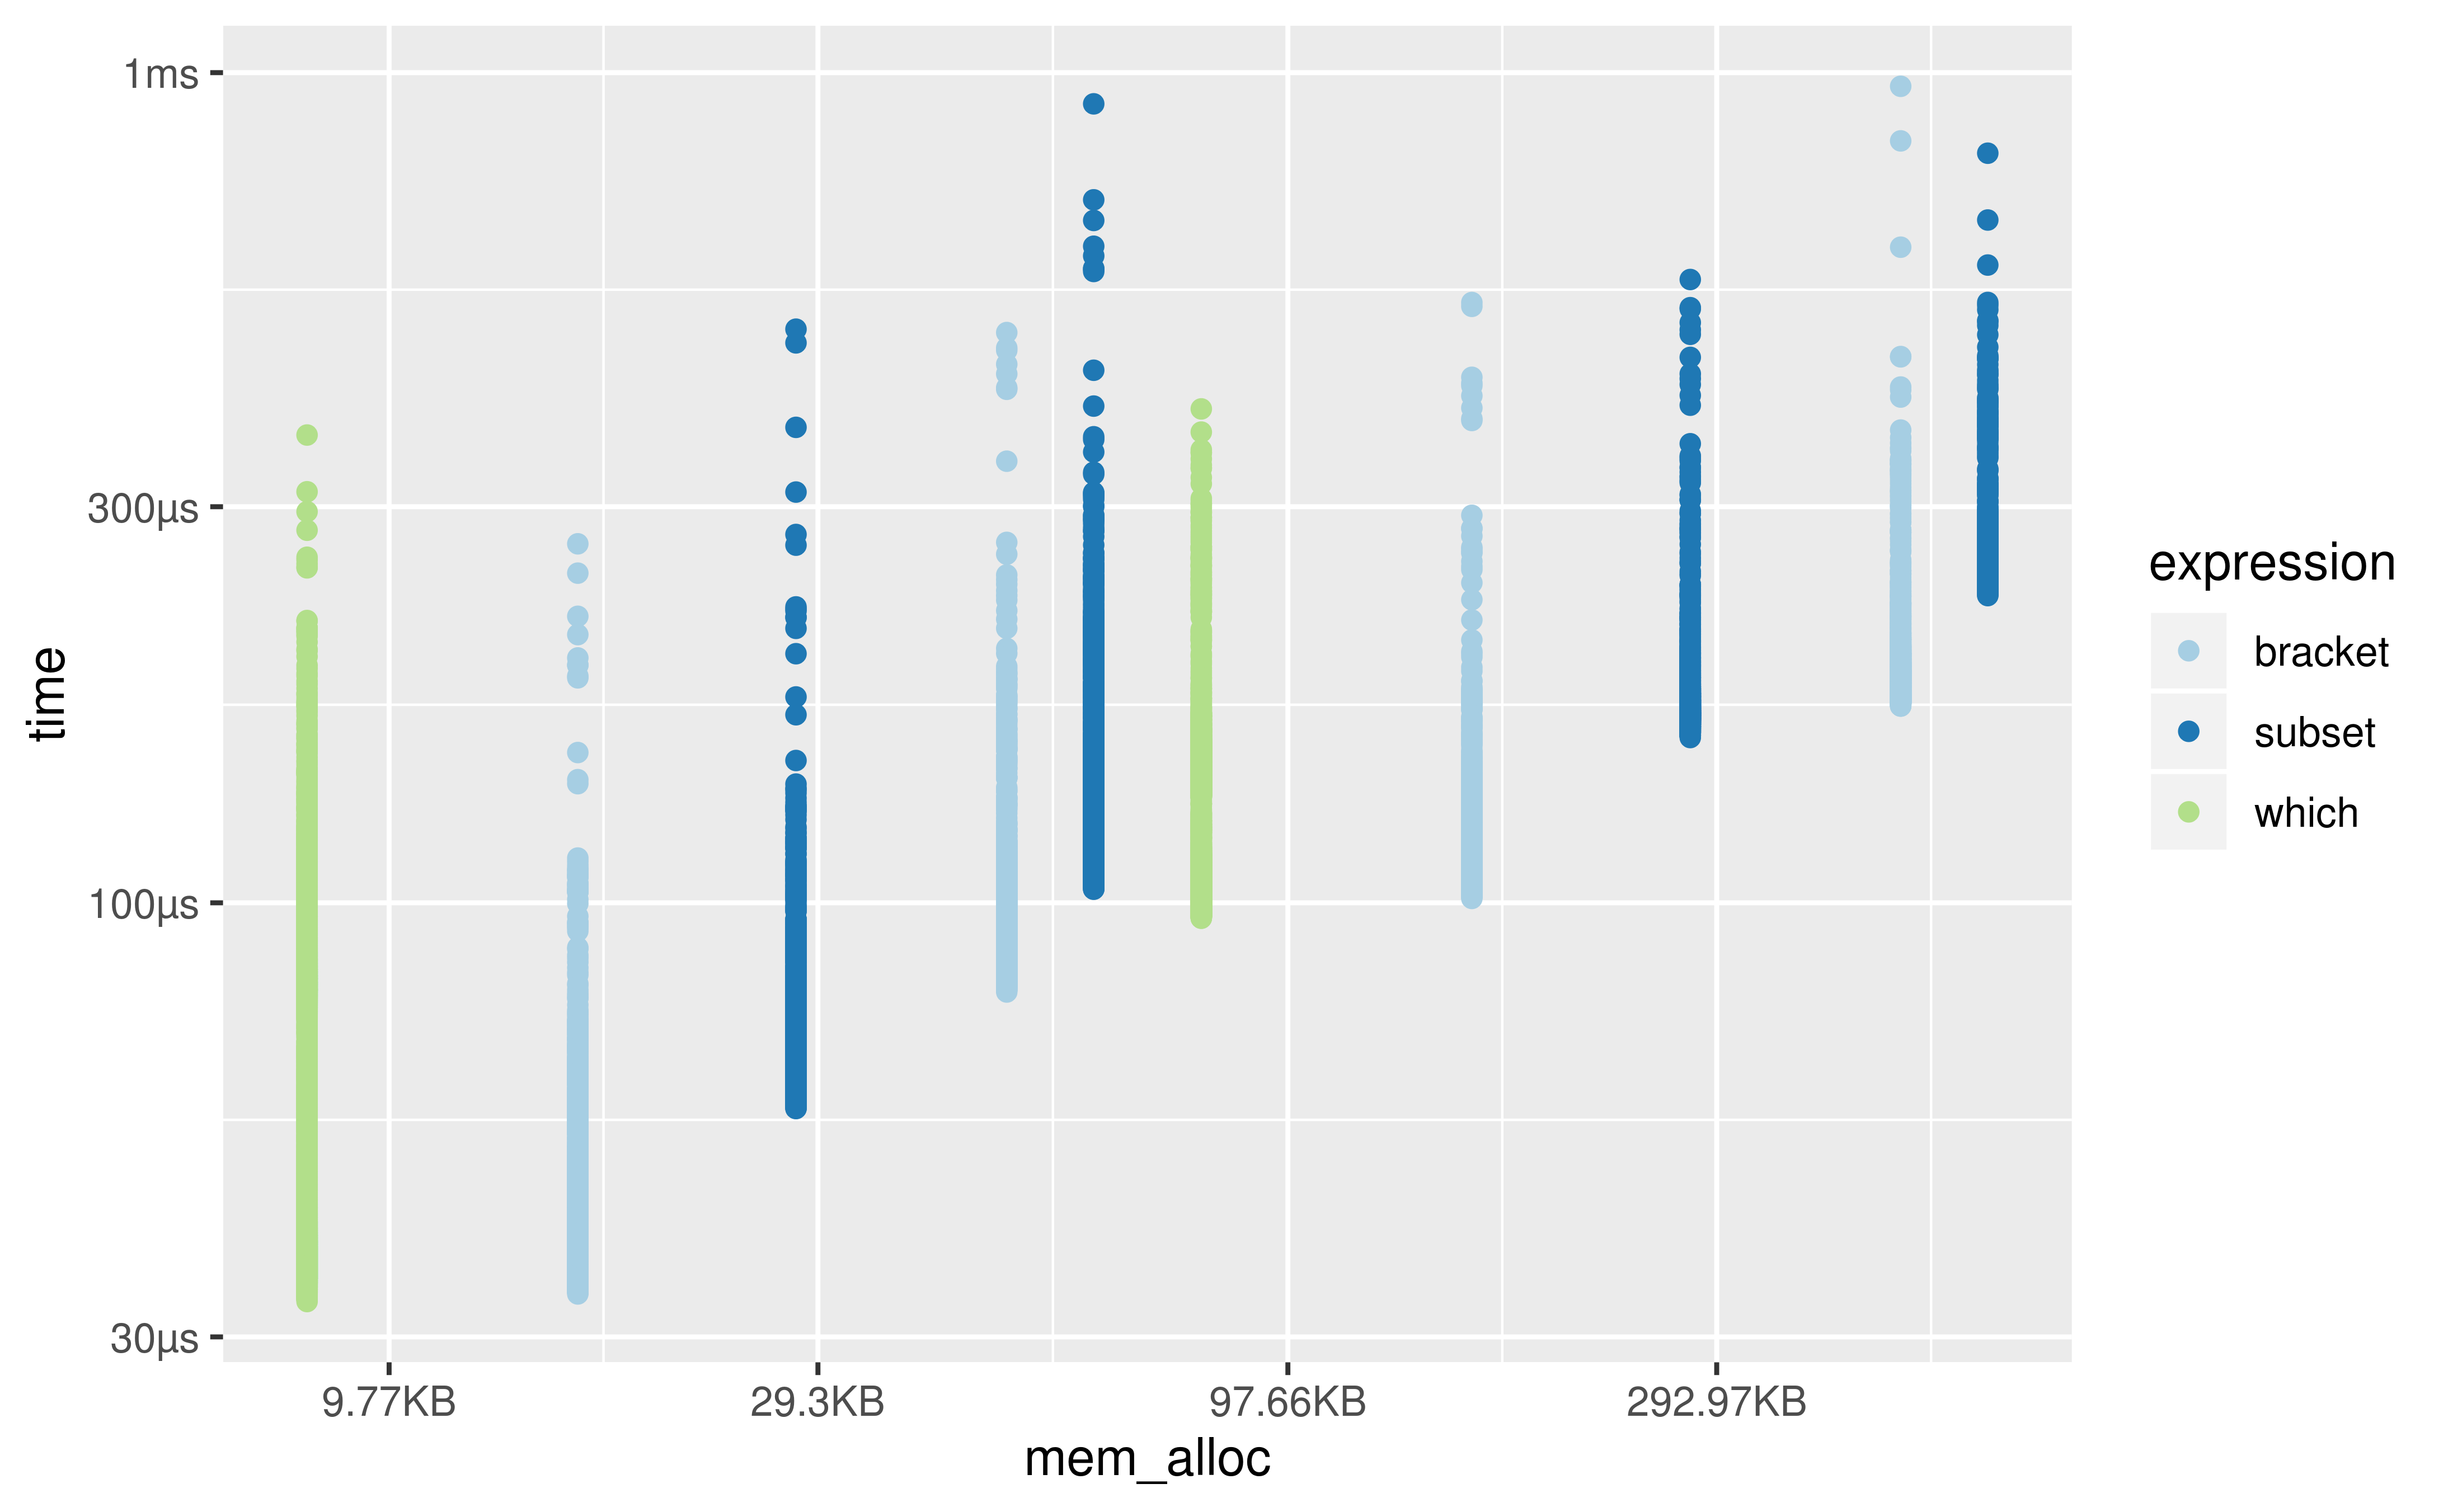 1ms
300µs
100µs
30µs
time
9.77KB
29.3KB
97.66KB
292.97KB
mem_alloc
expression
bracket
subset
which